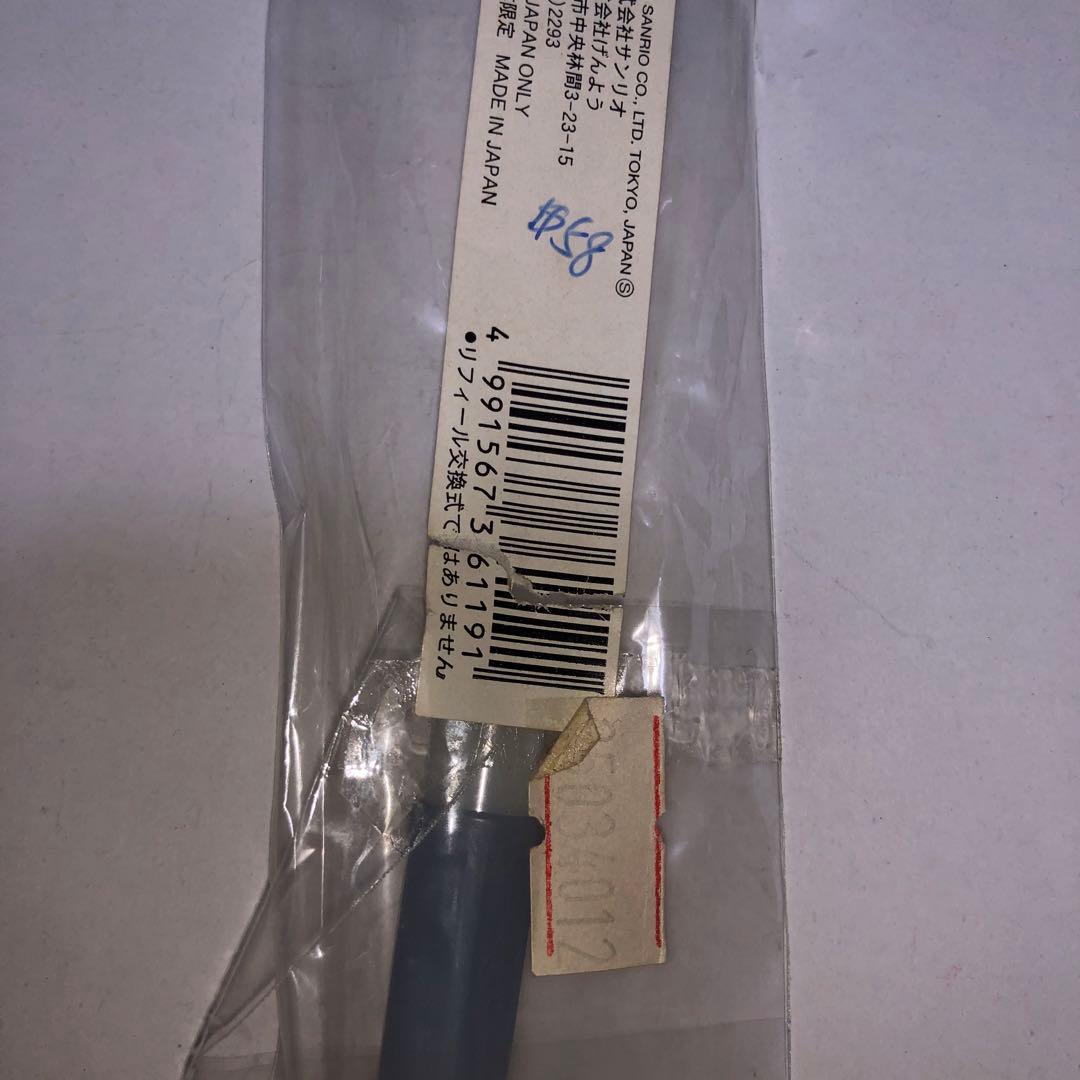 SANRIO CO., LTD. TOKYO, JAPAN Ⓢ
式会社サンリオ
会社げんよう
市中央林間3-23-15
)2293
JAPAN ONLY
限定 MADE IN JAPAN
$58
4 991567 361191
●リフィール交換式ではありません
5034012